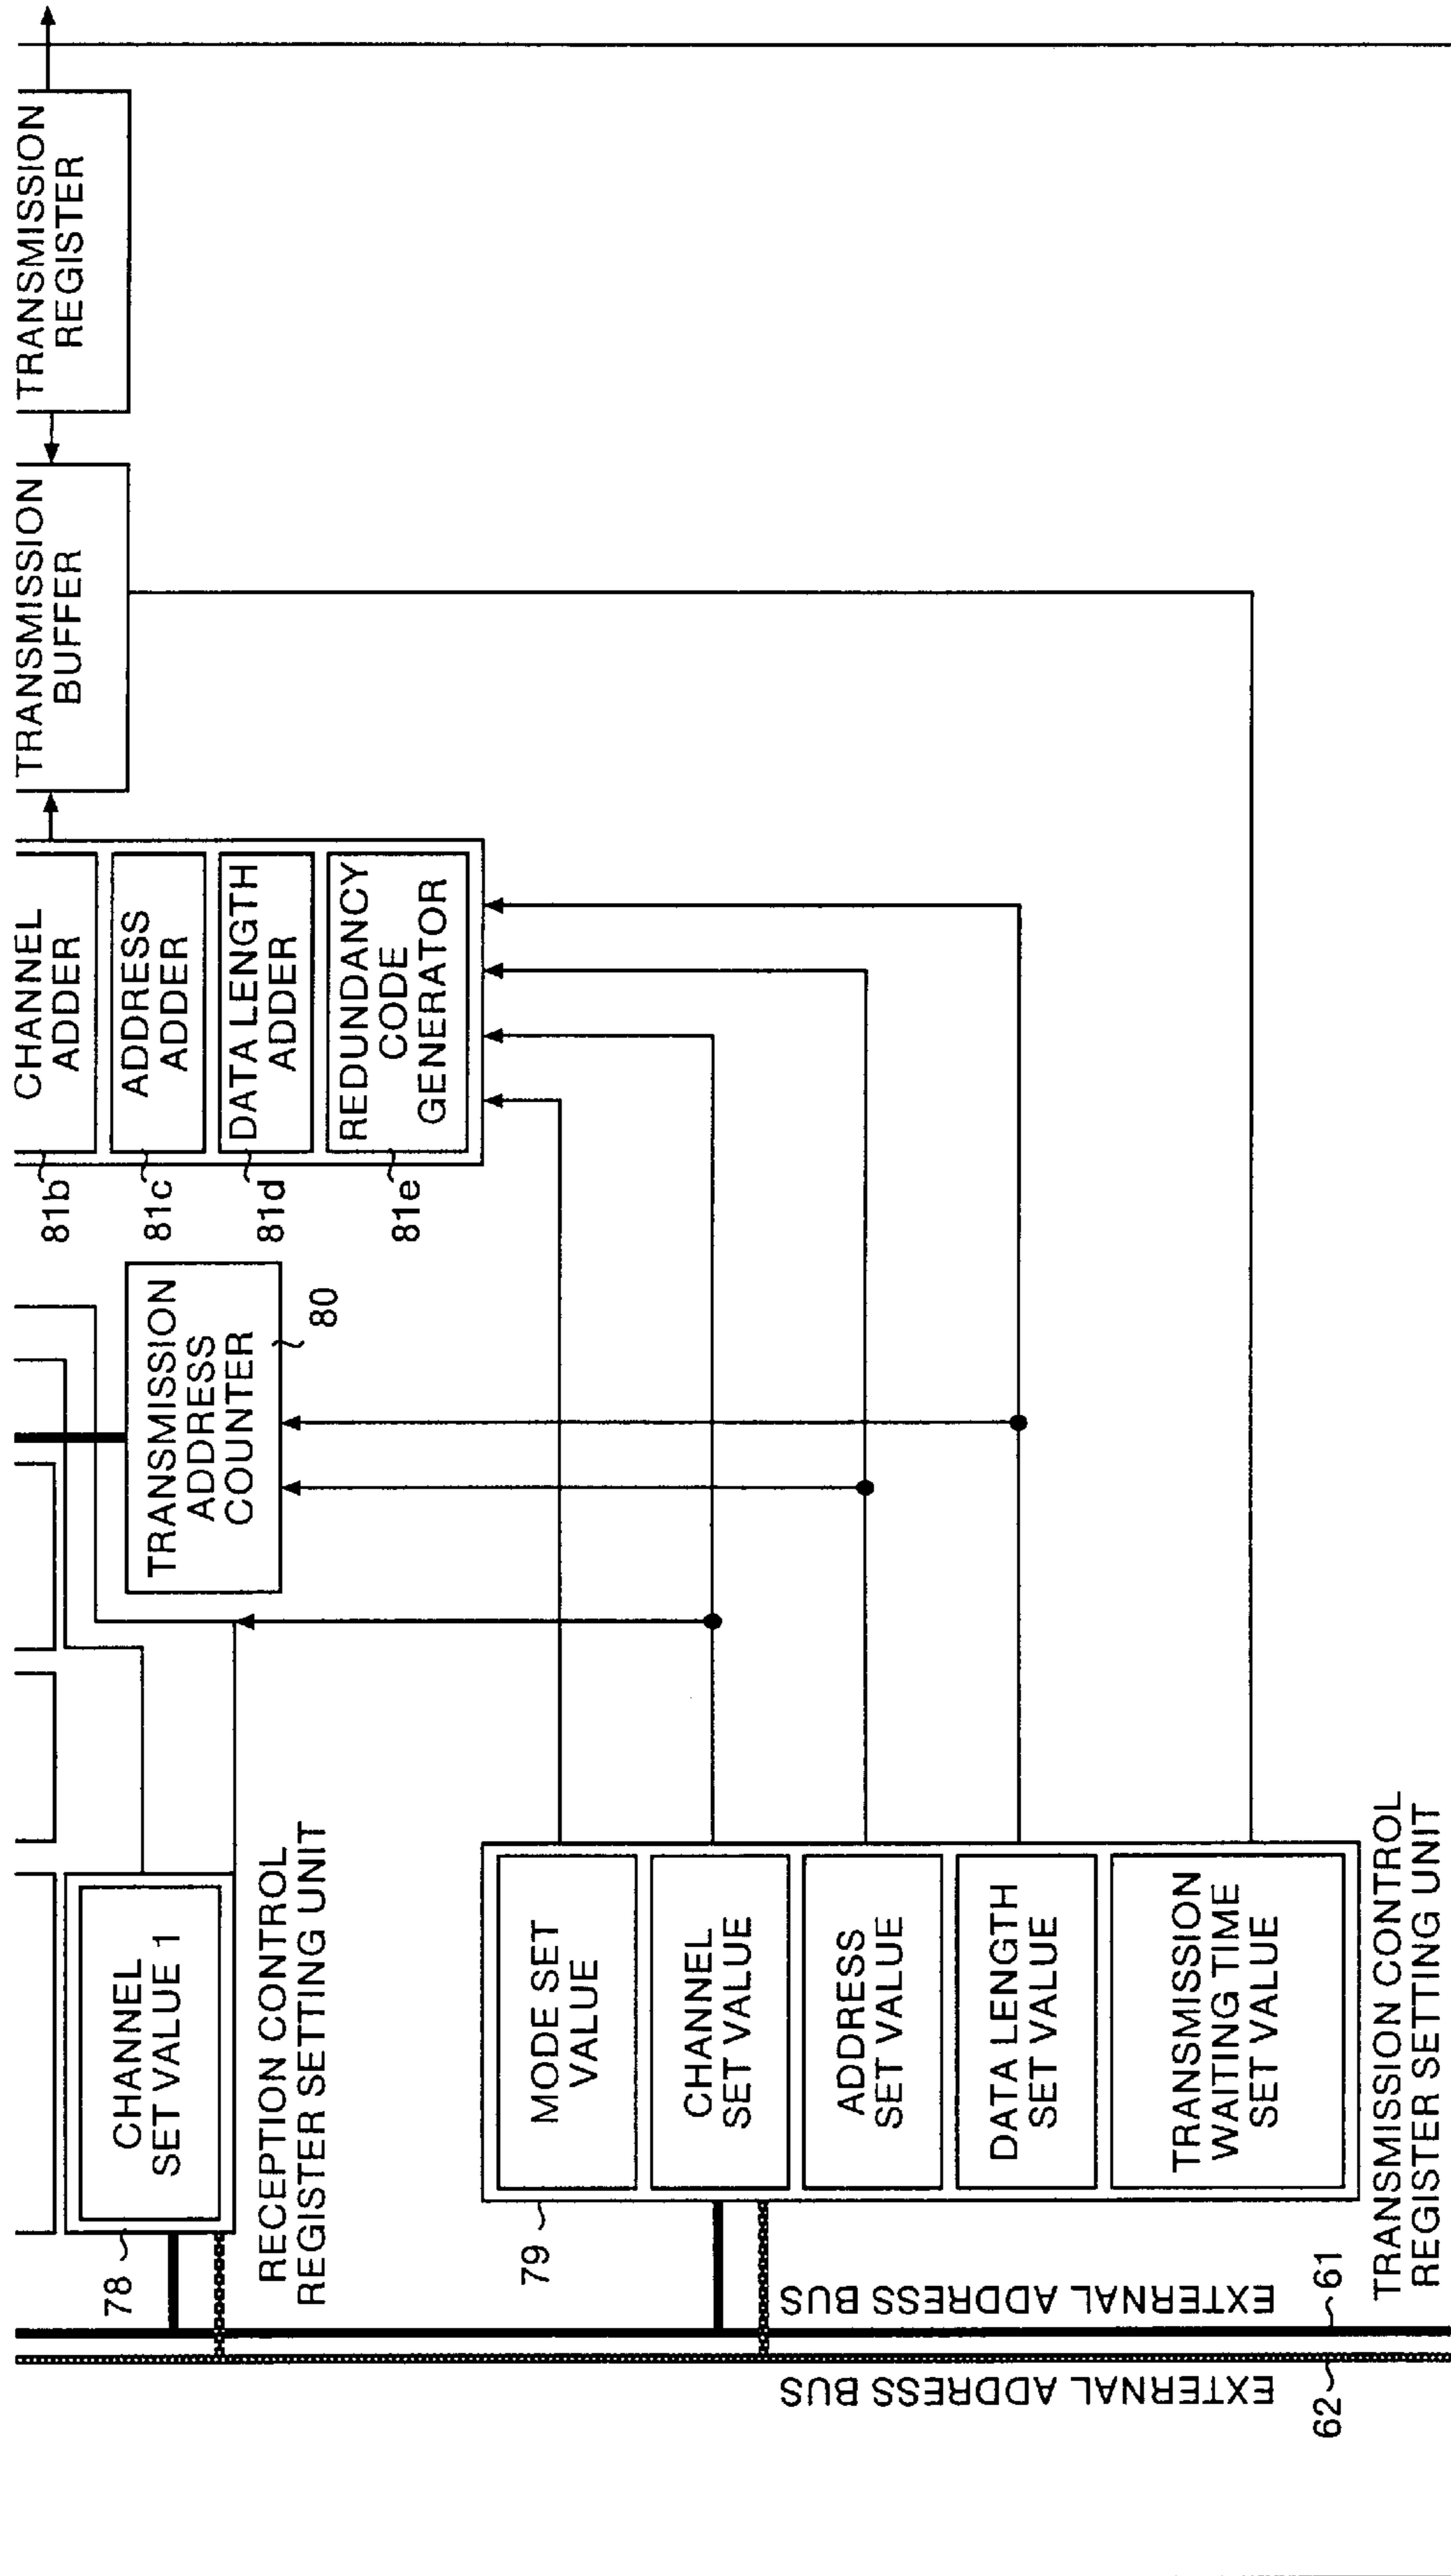 CHANNEL
SET VALUE 1
78
RECEPTION CONTROL
REGISTER SETTING UNIT
TRANSMISSION
ADDRESS
COUNTER
80
CHANNEL
ADDER
81b
ADDRESS
ADDER
81c
DATA LENGTH
ADDER
81d
REDUNDANCY
CODE
GENERATOR
81e
TRANSMISSION
BUFFER
TRANSMISSION
REGISTER
79
MODE SET
VALUE
CHANNEL
SET VALUE
ADDRESS
SET VALUE
DATA LENGTH
SET VALUE
TRANSMISSION
WAITING TIME
SET VALUE
TRANSMISSION CONTROL
REGISTER SETTING UNIT
EXTERNAL ADDRESS BUS
61
EXTERNAL ADDRESS BUS
62